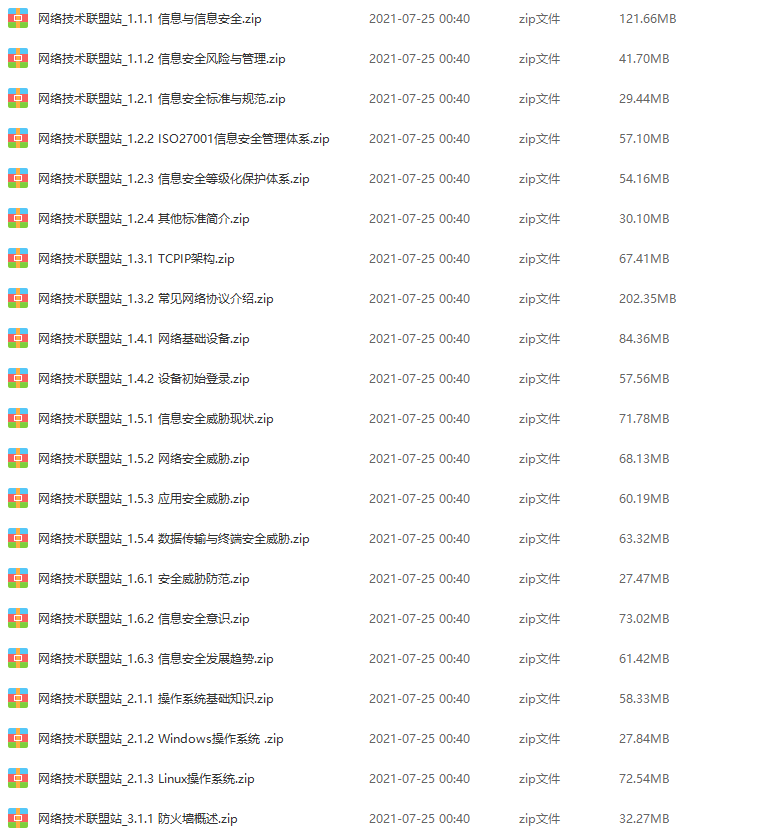 网络技术联盟站_1.1.1 信息与信息安全.zip 2021-07-25 00:40 zip文件 121.66MB
网络技术联盟站_1.1.2 信息安全风险与管理.zip 2021-07-25 00:40 zip文件 41.70MB
网络技术联盟站_1.2.1 信息安全标准与规范.zip 2021-07-25 00:40 zip文件 29.44MB
网络技术联盟站_1.2.2 ISO27001信息安全管理体系.zip 2021-07-25 00:40 zip文件 57.10MB
网络技术联盟站_1.2.3 信息安全等级化保护体系.zip 2021-07-25 00:40 zip文件 54.16MB
网络技术联盟站_1.2.4 其他标准简介.zip 2021-07-25 00:40 zip文件 30.10MB
网络技术联盟站_1.3.1 TCPIP架构.zip 2021-07-25 00:40 zip文件 67.41MB
网络技术联盟站_1.3.2 常见网络协议介绍.zip 2021-07-25 00:40 zip文件 202.35MB
网络技术联盟站_1.4.1 网络基础设备.zip 2021-07-25 00:40 zip文件 84.36MB
网络技术联盟站_1.4.2 设备初始登录.zip 2021-07-25 00:40 zip文件 57.56MB
网络技术联盟站_1.5.1 信息安全威胁现状.zip 2021-07-25 00:40 zip文件 71.78MB
网络技术联盟站_1.5.2 网络安全威胁.zip 2021-07-25 00:40 zip文件 68.13MB
网络技术联盟站_1.5.3 应用安全威胁.zip 2021-07-25 00:40 zip文件 60.19MB
网络技术联盟站_1.5.4 数据传输与终端安全威胁.zip 2021-07-25 00:40 zip文件 63.32MB
网络技术联盟站_1.6.1 安全威胁防范.zip 2021-07-25 00:40 zip文件 27.47MB
网络技术联盟站_1.6.2 信息安全意识.zip 2021-07-25 00:40 zip文件 73.02MB
网络技术联盟站_1.6.3 信息安全发展趋势.zip 2021-07-25 00:40 zip文件 61.42MB
网络技术联盟站_2.1.1 操作系统基础知识.zip 2021-07-25 00:40 zip文件 58.33MB
网络技术联盟站_2.1.2 Windows操作系统 .zip 2021-07-25 00:40 zip文件 27.84MB
网络技术联盟站_2.1.3 Linux操作系统.zip 2021-07-25 00:40 zip文件 72.54MB
网络技术联盟站_3.1.1 防火墙概述.zip 2021-07-25 00:40 zip文件 32.27MB